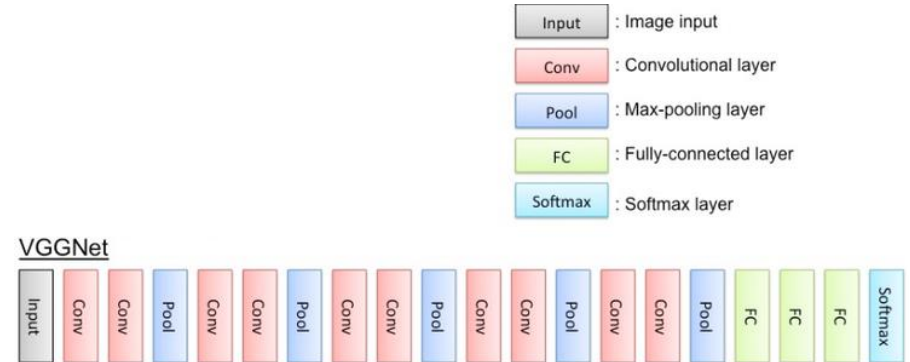 Input : Image input
Conv : Convolutional layer
Pool : Max-pooling layer
FC : Fully-connected layer
Softmax : Softmax layer
VGGNet
Input Conv Conv Pool Conv Conv Pool Conv Conv Pool Conv Conv Pool Conv Conv Pool FC FC FC Softmax